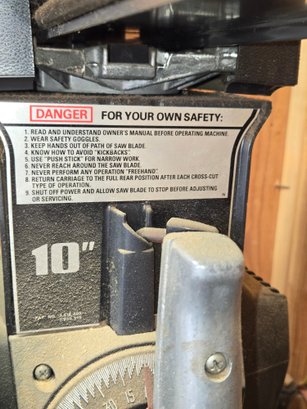 DANGER FOR YOUR OWN SAFETY:
1. READ AND UNDERSTAND OWNER'S MANUAL BEFORE OPERATING MACHINE.
2. WEAR SAFETY GOGGLES.
3. KEEP HANDS OUT OF PATH OF SAW BLADE.
4. KNOW HOW TO AVOID "KICKBACKS".
5. USE "PUSH STICK" FOR NARROW WORK.
6. NEVER REACH AROUND THE SAW BLADE.
7. NEVER PERFORM ANY OPERATION "FREEHAND".
8. RETURN CARRIAGE TO THE FULL REAR POSITION AFTER EACH CROSS-CUT
TYPE OF OPERATION.
9. SHUT OFF POWER AND ALLOW SAW BLADE TO STOP BEFORE ADJUSTING
OR SERVICING.
10"
PAT. NO.
15